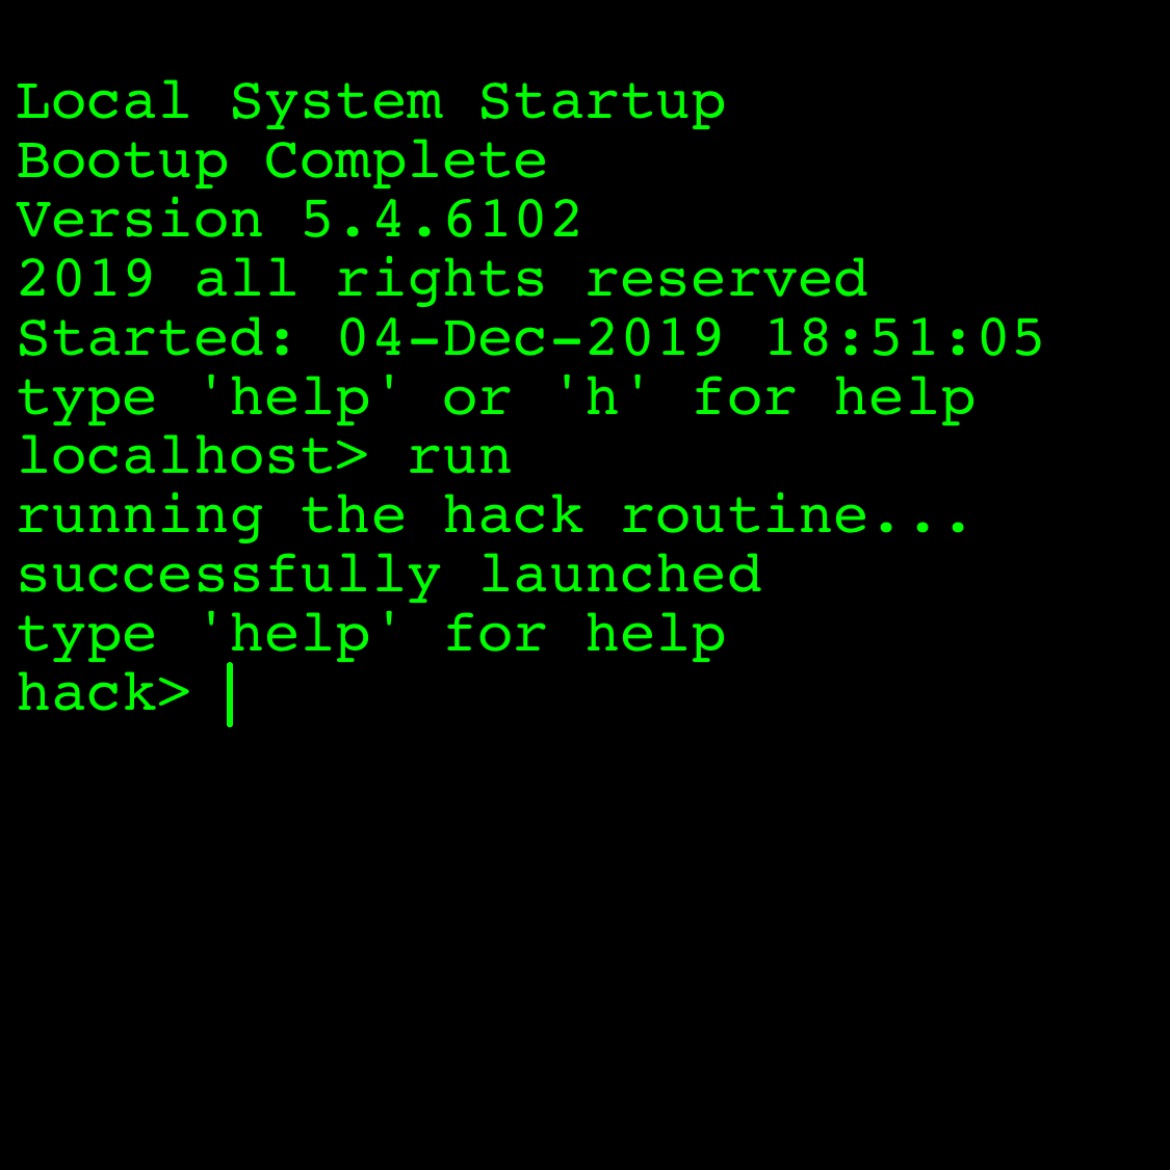 Local System Startup
Bootup Complete
Version 5.4.6102
2019 all rights reserved
Started: 04-Dec-2019 18:51:05
type 'help' or 'h' for help
localhost> run
running the hack routine...
successfully launched
type 'help' for help
hack>